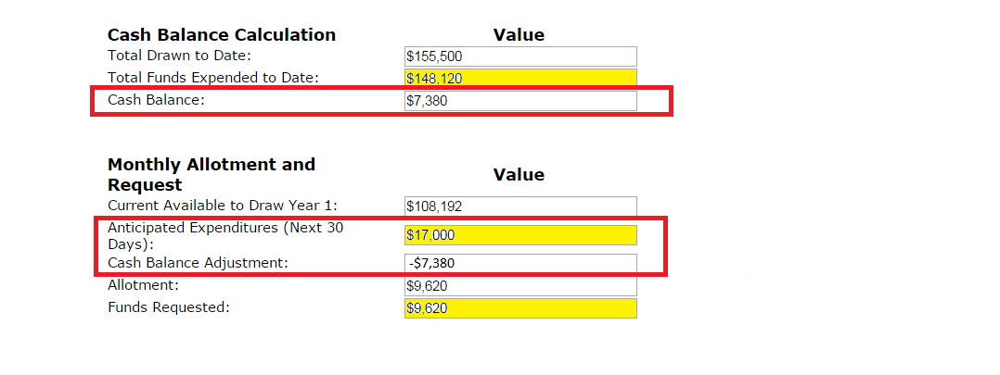 Cash Balance Calculation Value
Total Drawn to Date: $155,500
Total Funds Expended to Date: $148,120
Cash Balance: $7,380
Monthly Allotment and
Request
Value
Current Available to Draw Year 1: $108,192
Anticipated Expenditures (Next 30
Days):
$17,000
Cash Balance Adjustment: -$7,380
Allotment: $9,620
Funds Requested: $9,620